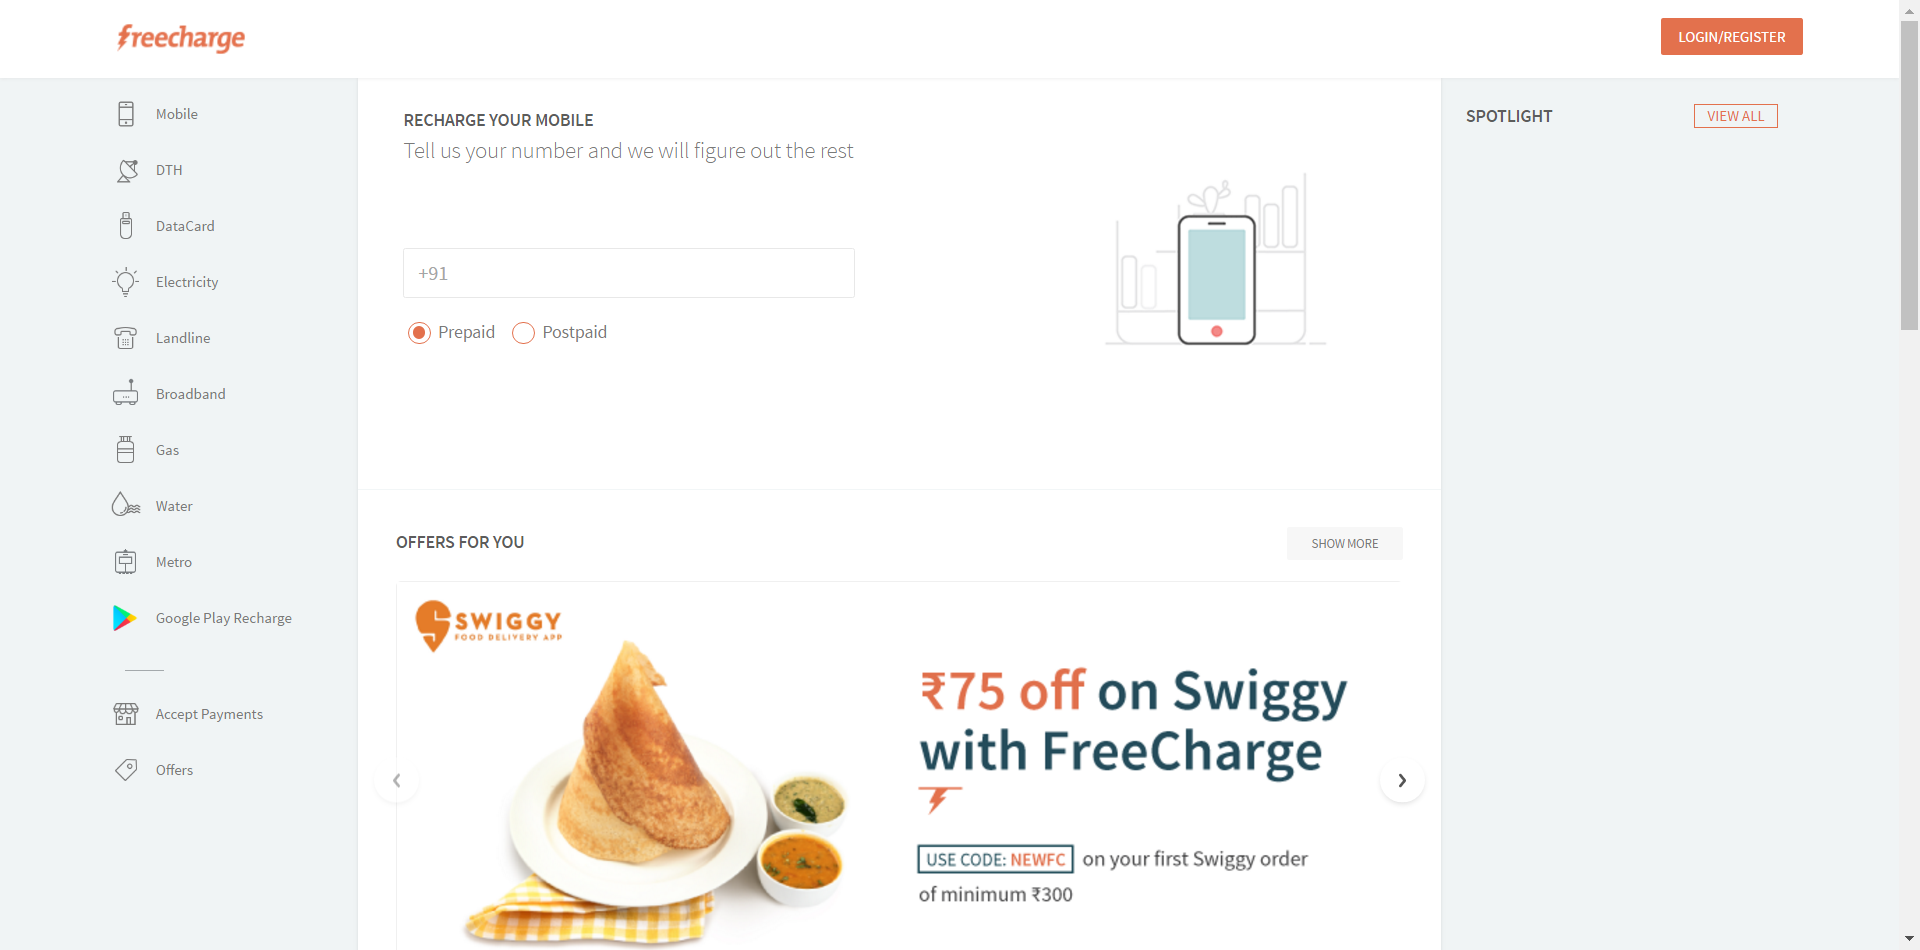 freecharge
LOGIN/REGISTER
Mobile
DTH
DataCard
Electricity
Landline
Broadband
Gas
Water
Metro
Google Play Recharge
Accept Payments
Offers
RECHARGE YOUR MOBILE
Tell us your number and we will figure out the rest
+91
Prepaid Postpaid
OFFERS FOR YOU
SHOW MORE
SWIGGY
FOOD DELIVERY APP
₹75 off on Swiggy
with FreeCharge
USE CODE: NEWFC on your first Swiggy order
of minimum ₹300
SPOTLIGHT
VIEW ALL